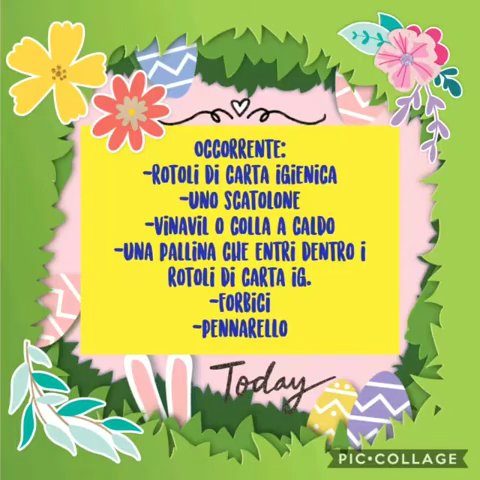 OCCORRENTE:
-ROTOLI DI CARTA IGIENICA
-UNO SCATOLONE
-VINAVIL O COLLA A CALDO
-UNA PALLINA CHE ENTRI DENTRO I
ROTOLI DI CARTA IG.
-FORBICI
-PENNARELLO
Today
PIC•COLLAGE